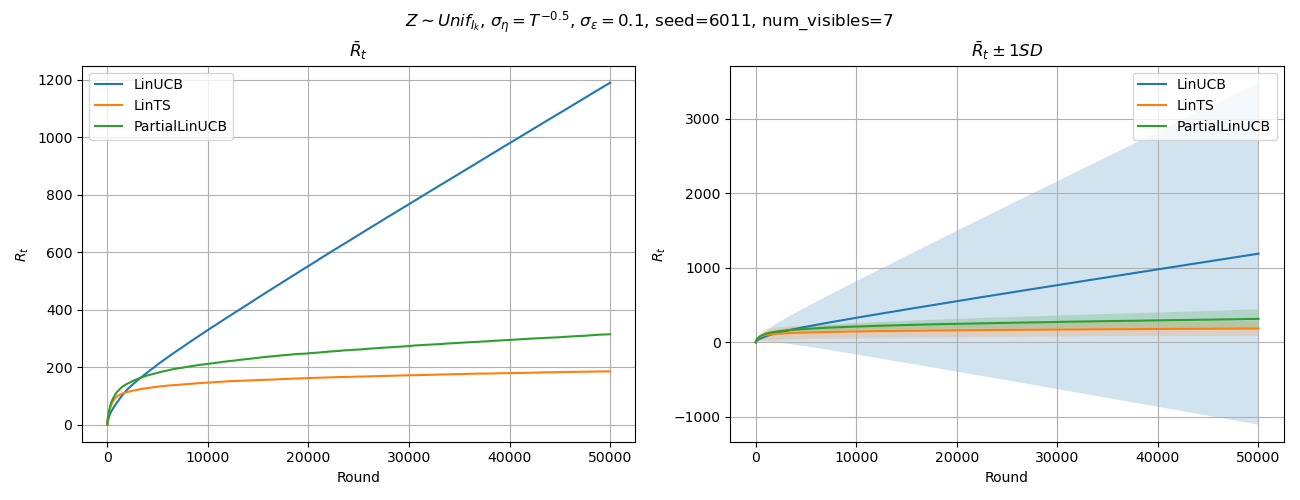 Z ∼ Unif_{I_k}, σ_η = T^{−0.5}, σ_ε = 0.1, seed=6011, num_visibles=7
R̄_t
LinUCB
LinTS
PartialLinUCB
1200
1000
800
600
400
200
0
R_t
0
10000
20000
30000
40000
50000
Round
R̄_t ± 1SD
LinUCB
LinTS
PartialLinUCB
3000
2000
1000
0
−1000
R_t
0
10000
20000
30000
40000
50000
Round